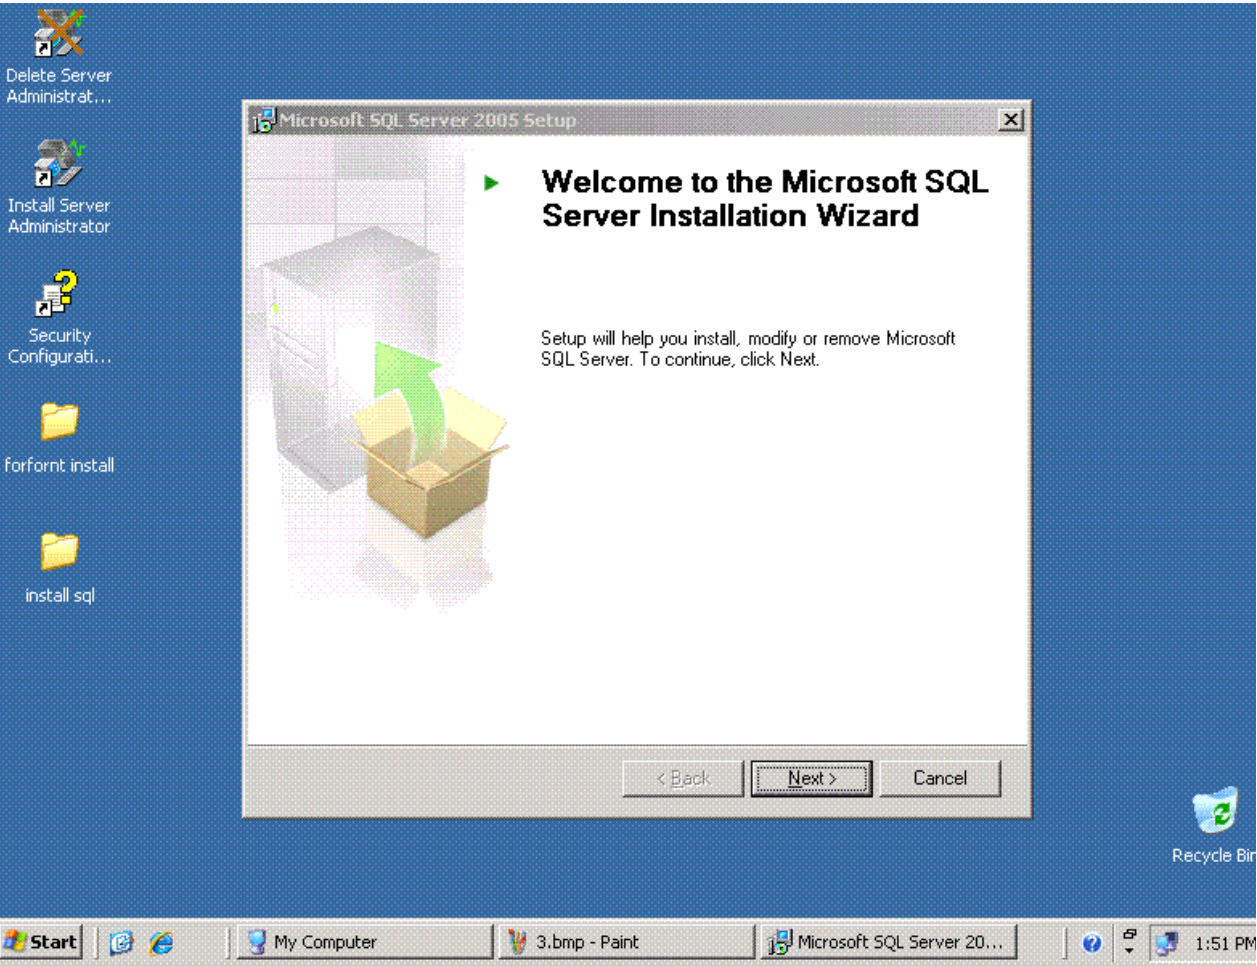 Delete Server
Administrat...
Install Server
Administrator
Security
Configurati...
forfornt install
install sql
Microsoft SQL Server 2005 Setup
Welcome to the Microsoft SQL
Server Installation Wizard
Setup will help you install, modify or remove Microsoft
SQL Server. To continue, click Next.
< Back
Next >
Cancel
Recycle Bin
Start
My Computer
3.bmp - Paint
Microsoft SQL Server 20...
1:51 PM